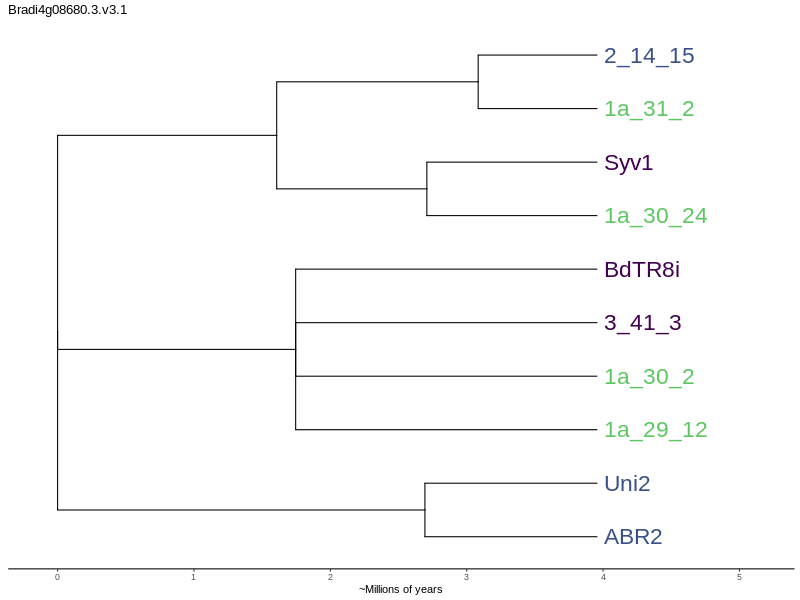 Bradi4g08680.3.v3.1
2_14_15
1a_31_2
Syv1
1a_30_24
BdTR8i
3_41_3
1a_30_2
1a_29_12
Uni2
ABR2
0 1 2 3 4 5
~Millions of years